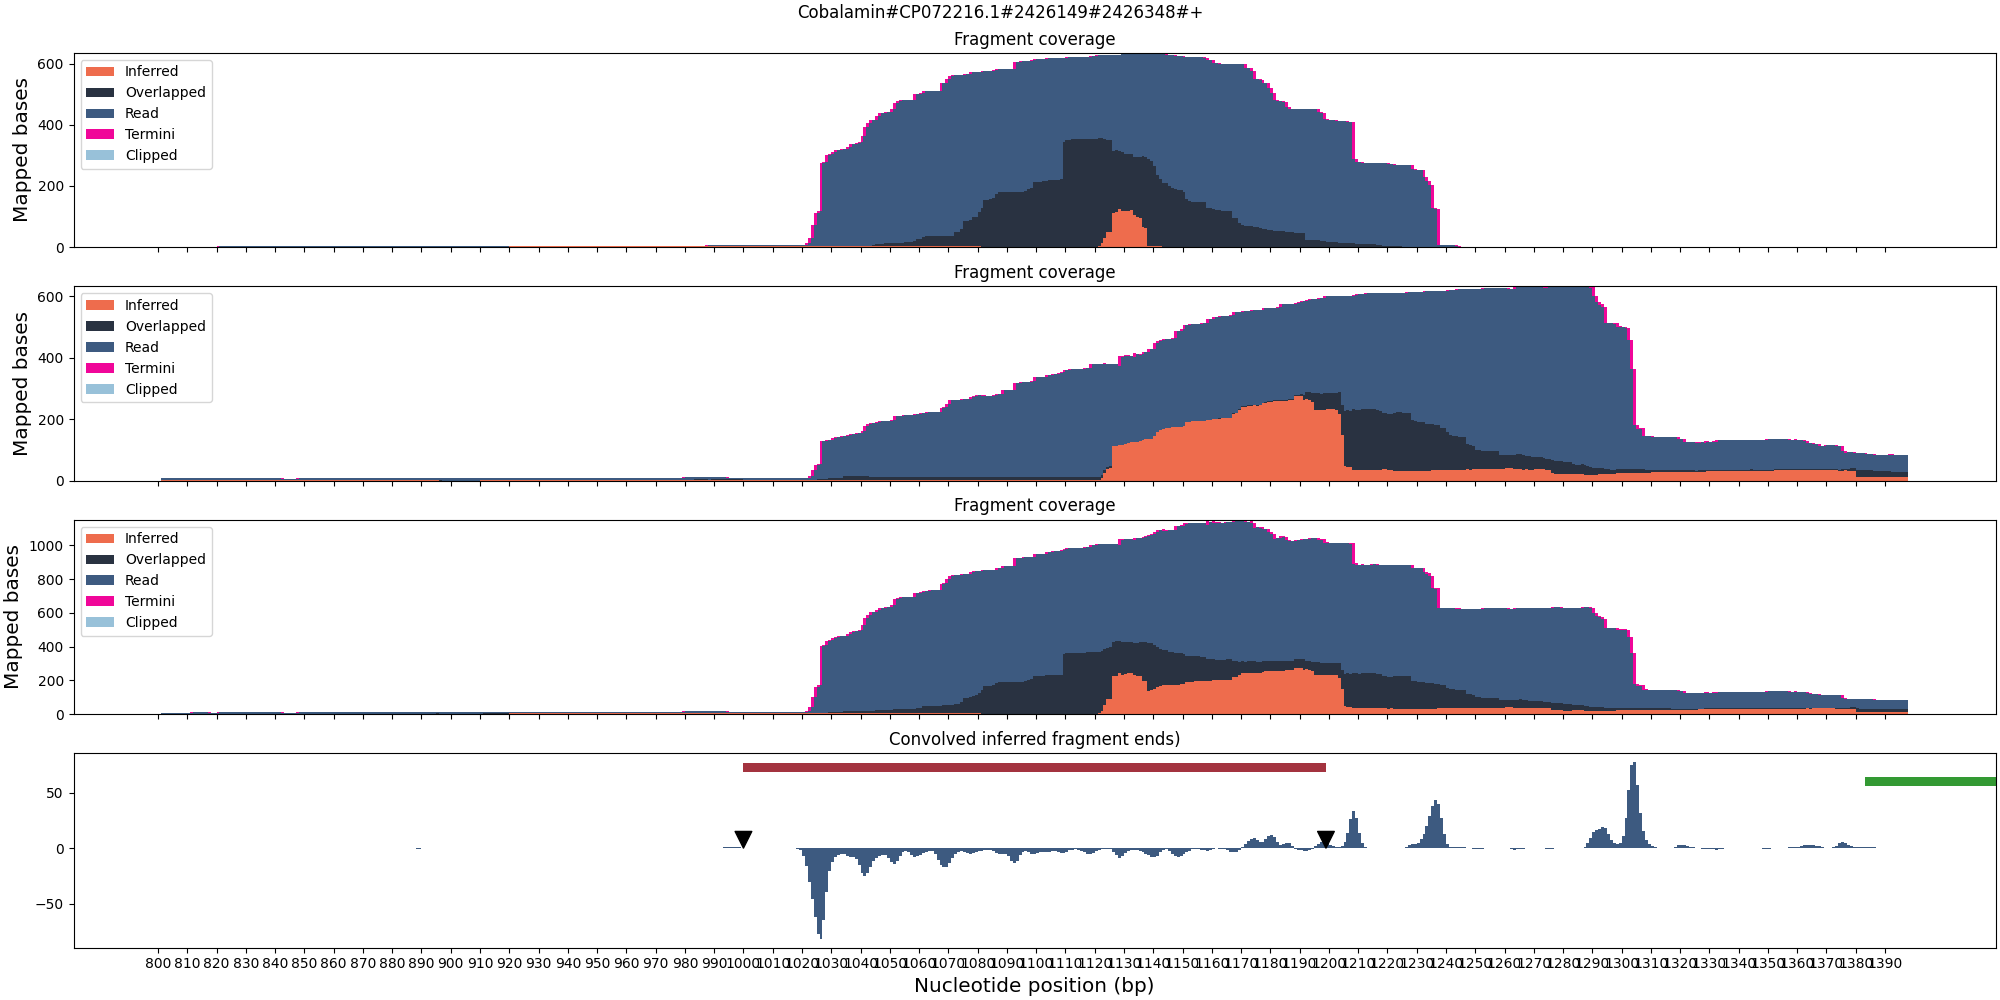 Cobalamin#CP072216.1#2426149#2426348#+
Fragment coverage
Mapped bases
600
400
200
0
Inferred
Overlapped
Read
Termini
Clipped
Fragment coverage
Mapped bases
600
400
200
0
Inferred
Overlapped
Read
Termini
Clipped
Fragment coverage
Mapped bases
1000
800
600
400
200
0
Inferred
Overlapped
Read
Termini
Clipped
Convolved inferred fragment ends)
50
0
−50
800 810 820 830 840 850 860 870 880 890 900 910 920 930 940 950 960 970 980 990 1000 1010 1020 1030 1040 1050 1060 1070 1080 1090 1100 1110 1120 1130 1140 1150 1160 1170 1180 1190 1200 1210 1220 1230 1240 1250 1260 1270 1280 1290 1300 1310 1320 1330 1340 1350 1360 1370 1380 1390
Nucleotide position (bp)